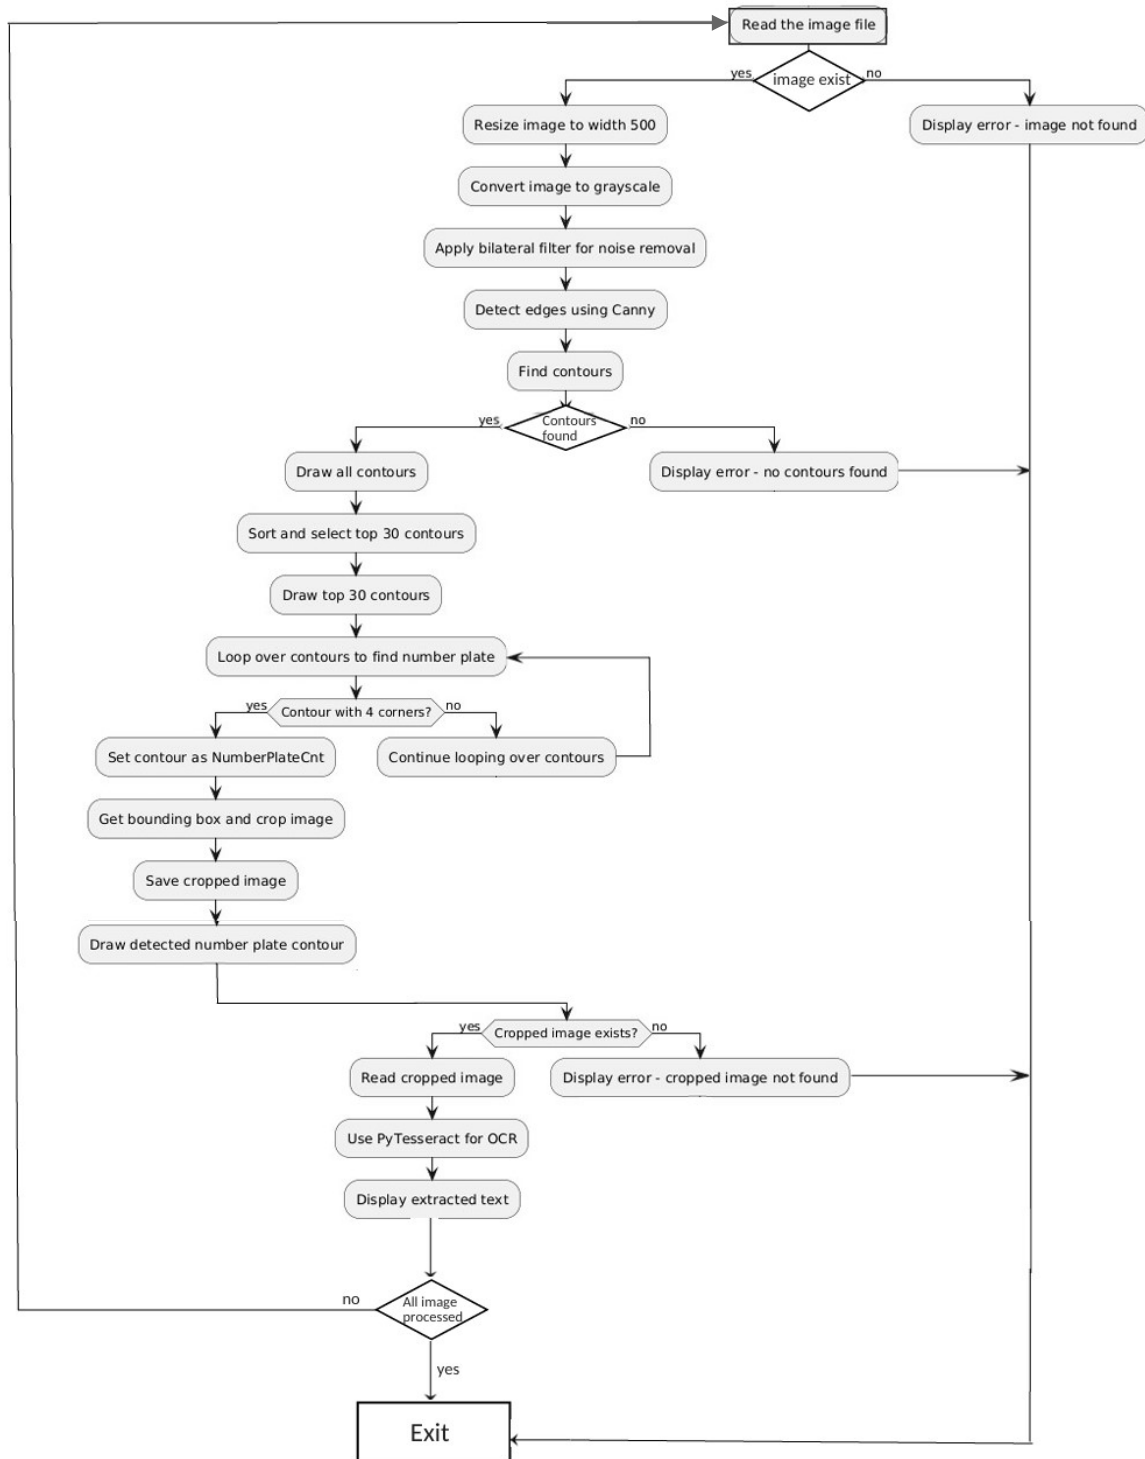 Read the image file
yes
image exist
no
Resize image to width 500
Display error - image not found
Convert image to grayscale
Apply bilateral filter for noise removal
Detect edges using Canny
Find contours
yes
Contours
found
no
Draw all contours
Display error - no contours found
Sort and select top 30 contours
Draw top 30 contours
Loop over contours to find number plate
yes
Contour with 4 corners?
no
Set contour as NumberPlateCnt
Continue looping over contours
Get bounding box and crop image
Save cropped image
Draw detected number plate contour
yes
Cropped image exists?
no
Read cropped image
Display error - cropped image not found
Use PyTesseract for OCR
Display extracted text
no
All image
processed
yes
Exit